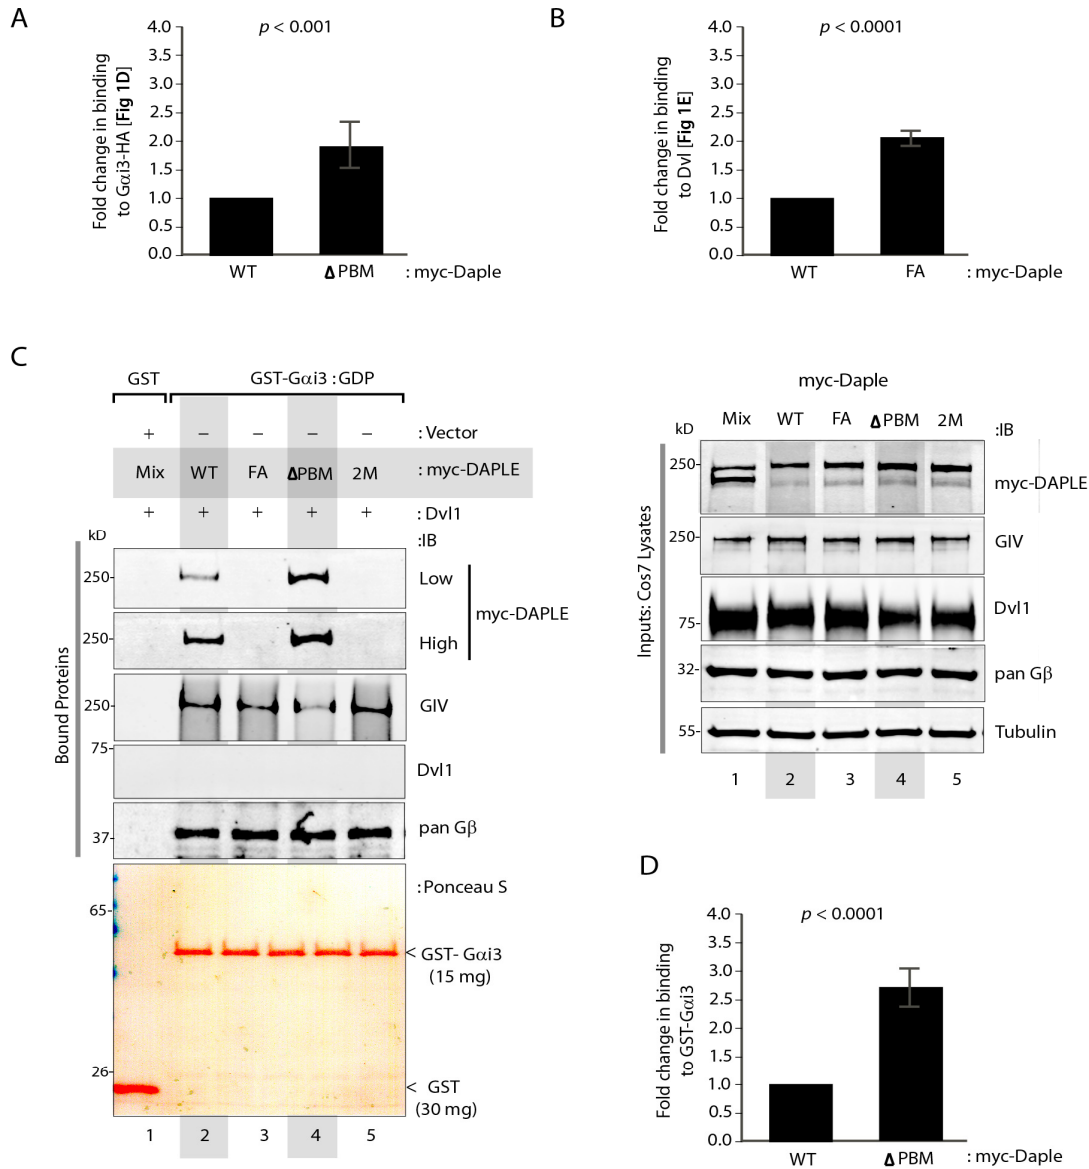 A
Fold change in binding
to Gαi3-HA [Fig 1D]
4.0
3.5
3.0
2.5
2.0
1.5
1.0
0.5
0.0
p < 0.001
WT ΔPBM : myc-Daple
B
Fold change in binding
to Dvl [Fig 1E]
4.0
3.5
3.0
2.5
2.0
1.5
1.0
0.5
0.0
p < 0.0001
WT FA : myc-Daple
C
GST GST-Gαi3 : GDP
+ − − − − : Vector
Mix WT FA ΔPBM 2M : myc-DAPLE
+ + + + + : Dvl1
kD :IB
Bound Proteins
250- Low
myc-DAPLE
250- High
250- GIV
75-
Dvl1
pan Gβ
37-
: Ponceau S
65-
< GST- Gαi3
(15 mg)
26-
< GST
(30 mg)
1 2 3 4 5
myc-Daple
kD Mix WT FA ΔPBM 2M :IB
Inputs: Cos7 Lysates
250- myc-DAPLE
250- GIV
Dvl1
75-
32- pan Gβ
55- Tubulin
1 2 3 4 5
D
Fold change in binding
to GST-Gαi3
4.0
3.5
3.0
2.5
2.0
1.5
1.0
0.5
0.0
p < 0.0001
WT ΔPBM : myc-Daple